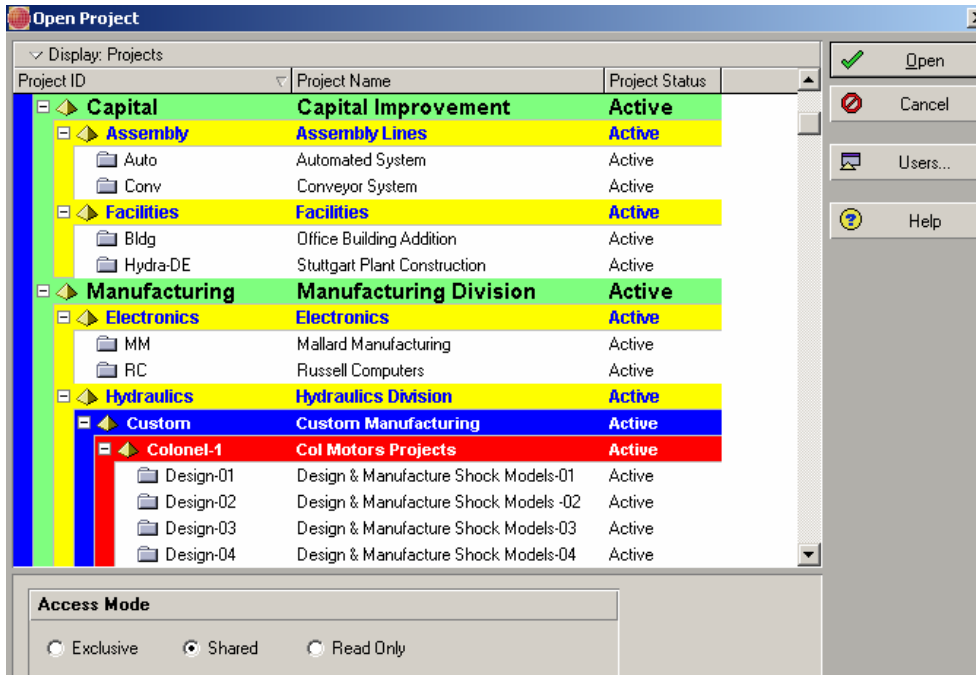 Open Project
Display: Projects
Project ID Project Name Project Status
Capital Capital Improvement Active
Assembly Assembly Lines Active
Auto Automated System Active
Conv Conveyor System Active
Facilities Facilities Active
Bldg Office Building Addition Active
Hydra-DE Stuttgart Plant Construction Active
Manufacturing Manufacturing Division Active
Electronics Electronics Active
MM Mallard Manufacturing Active
RC Russell Computers Active
Hydraulics Hydraulics Division Active
Custom Custom Manufacturing Active
Colonel-1 Col Motors Projects Active
Design-01 Design & Manufacture Shock Models-01 Active
Design-02 Design & Manufacture Shock Models -02 Active
Design-03 Design & Manufacture Shock Models-03 Active
Design-04 Design & Manufacture Shock Models-04 Active
Open
Cancel
Users...
Help
Access Mode
Exclusive Shared Read Only